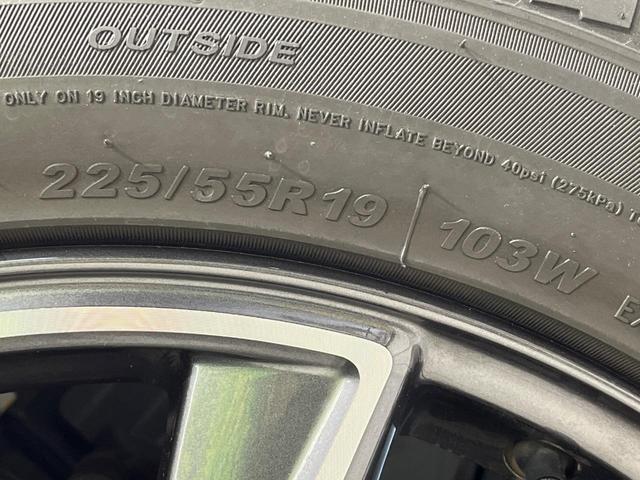 OUTSIDE
ONLY ON 19 INCH DIAMETER RIM. NEVER INFLATE BEYOND 40psi (275kPa)
225/55R19 103W